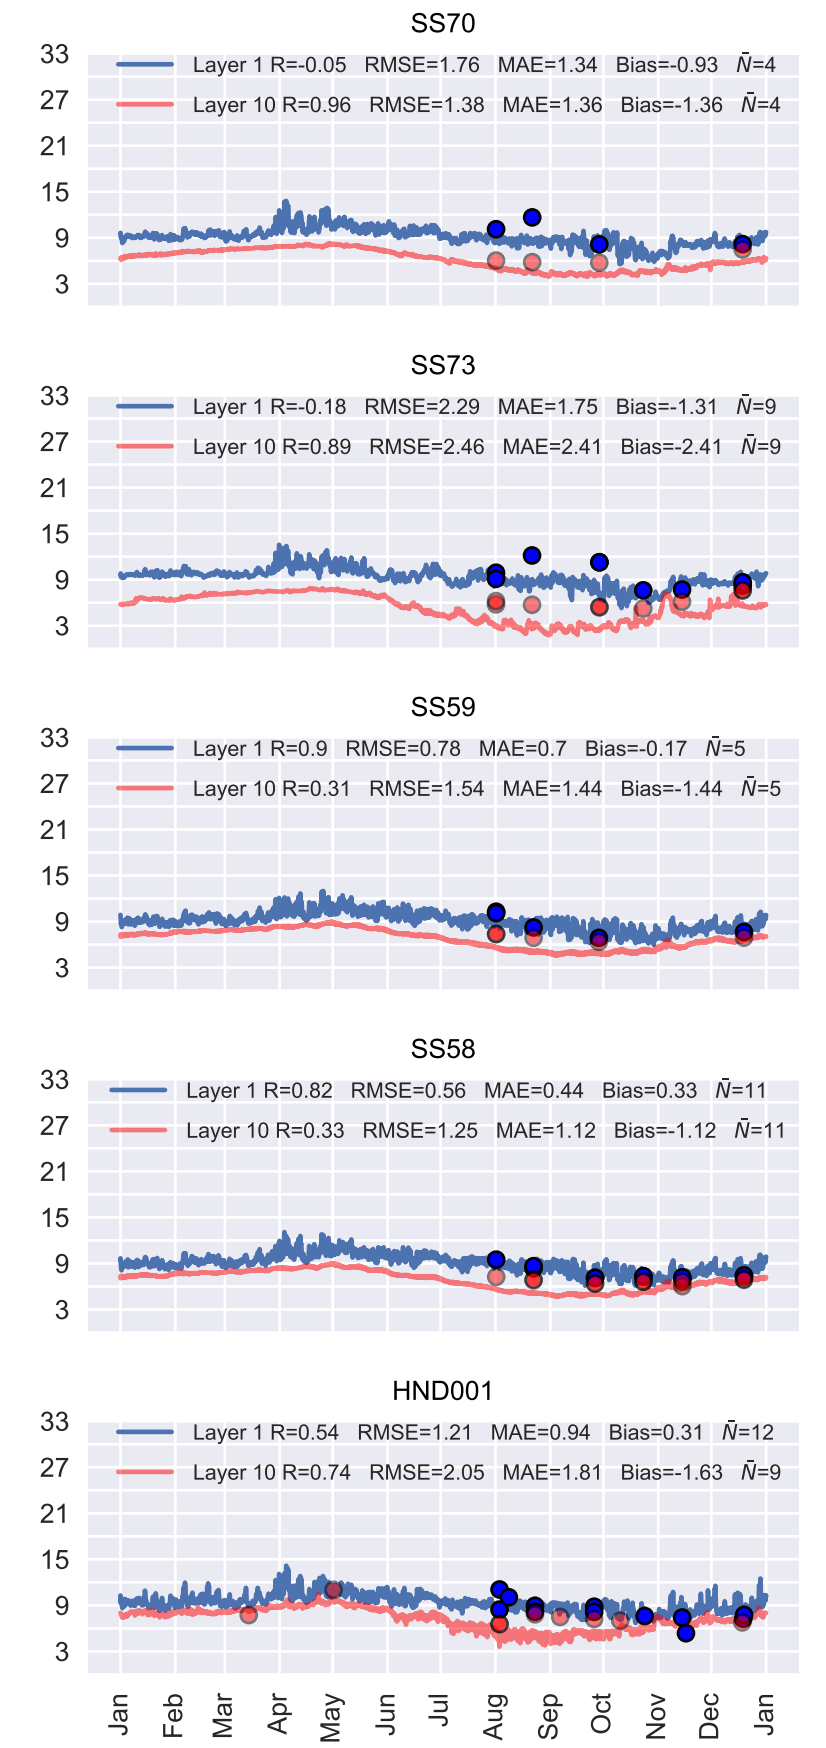 SS70
33
Layer 1 R=-0.05 RMSE=1.76 MAE=1.34 Bias=-0.93 N̄=4
27
Layer 10 R=0.96 RMSE=1.38 MAE=1.36 Bias=-1.36 N̄=4
21
15
9
3
SS73
33
Layer 1 R=-0.18 RMSE=2.29 MAE=1.75 Bias=-1.31 N̄=9
27
Layer 10 R=0.89 RMSE=2.46 MAE=2.41 Bias=-2.41 N̄=9
21
15
9
3
SS59
33
Layer 1 R=0.9 RMSE=0.78 MAE=0.7 Bias=-0.17 N̄=5
27
Layer 10 R=0.31 RMSE=1.54 MAE=1.44 Bias=-1.44 N̄=5
21
15
9
3
SS58
33
Layer 1 R=0.82 RMSE=0.56 MAE=0.44 Bias=0.33 N̄=11
27
Layer 10 R=0.33 RMSE=1.25 MAE=1.12 Bias=-1.12 N̄=11
21
15
9
3
HND001
33
Layer 1 R=0.54 RMSE=1.21 MAE=0.94 Bias=0.31 N̄=12
27
Layer 10 R=0.74 RMSE=2.05 MAE=1.81 Bias=-1.63 N̄=9
21
15
9
3
Jan Feb Mar Apr May Jun Jul Aug Sep Oct Nov Dec Jan